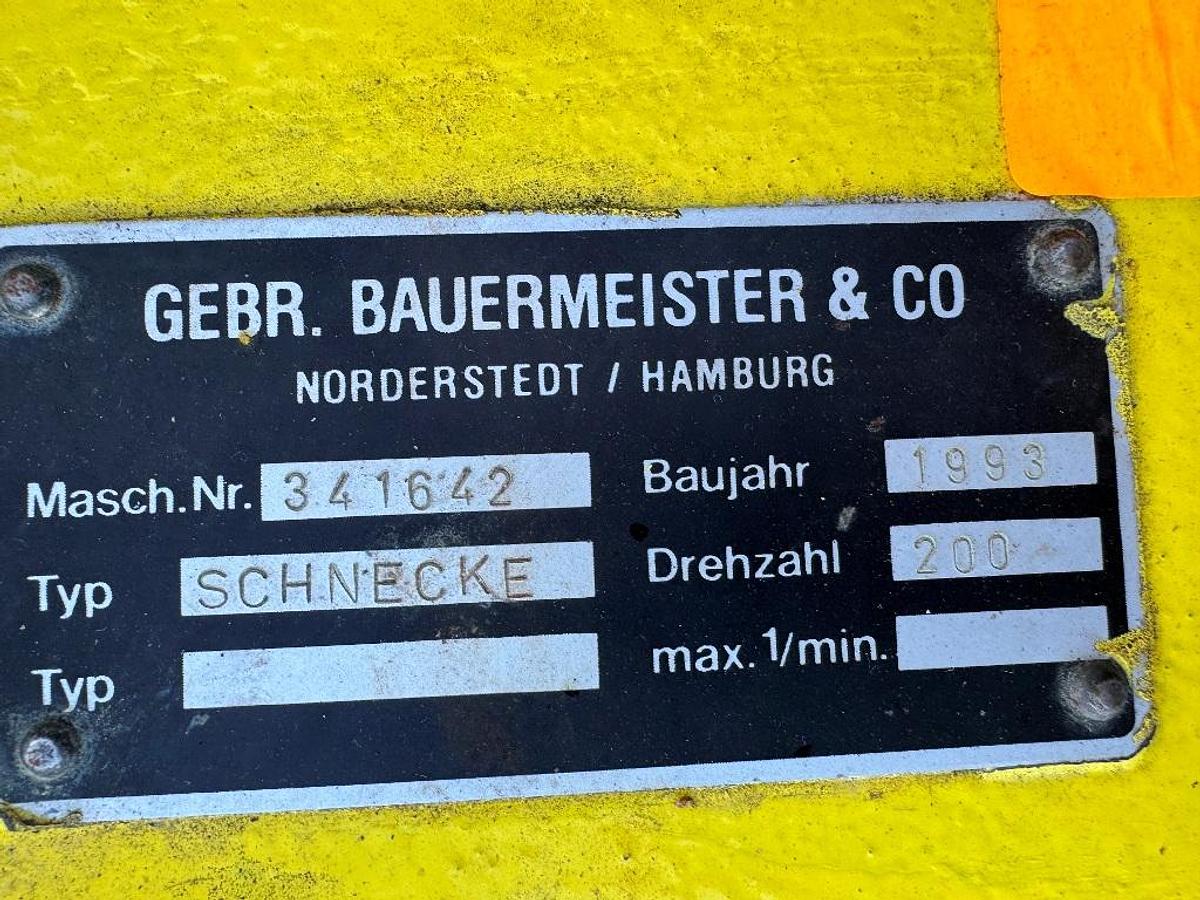 GEBR. BAUERMEISTER & CO
NORDERSTEDT / HAMBURG
Masch.Nr. 341642 Baujahr 1993
Typ SCHNECKE Drehzahl 200
Typ max. 1/min.